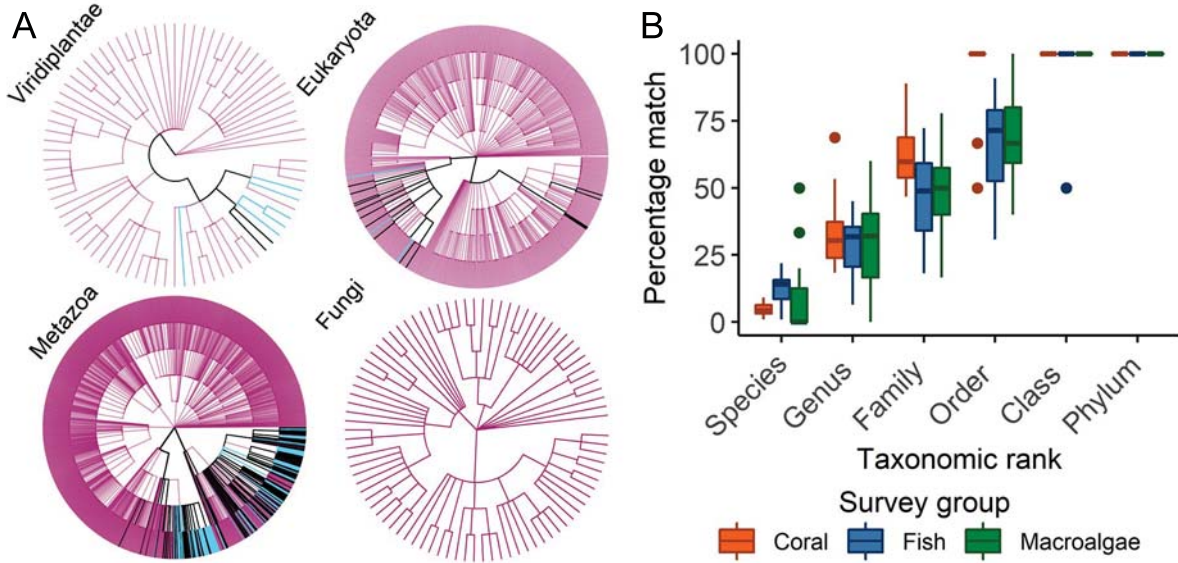 A
Viridiplantae
Eukaryota
Metazoa
Fungi
B
Percentage match
100
75
50
25
0
Species
Genus
Family
Order
Class
Phylum
Taxonomic rank
Survey group
Coral Fish Macroalgae